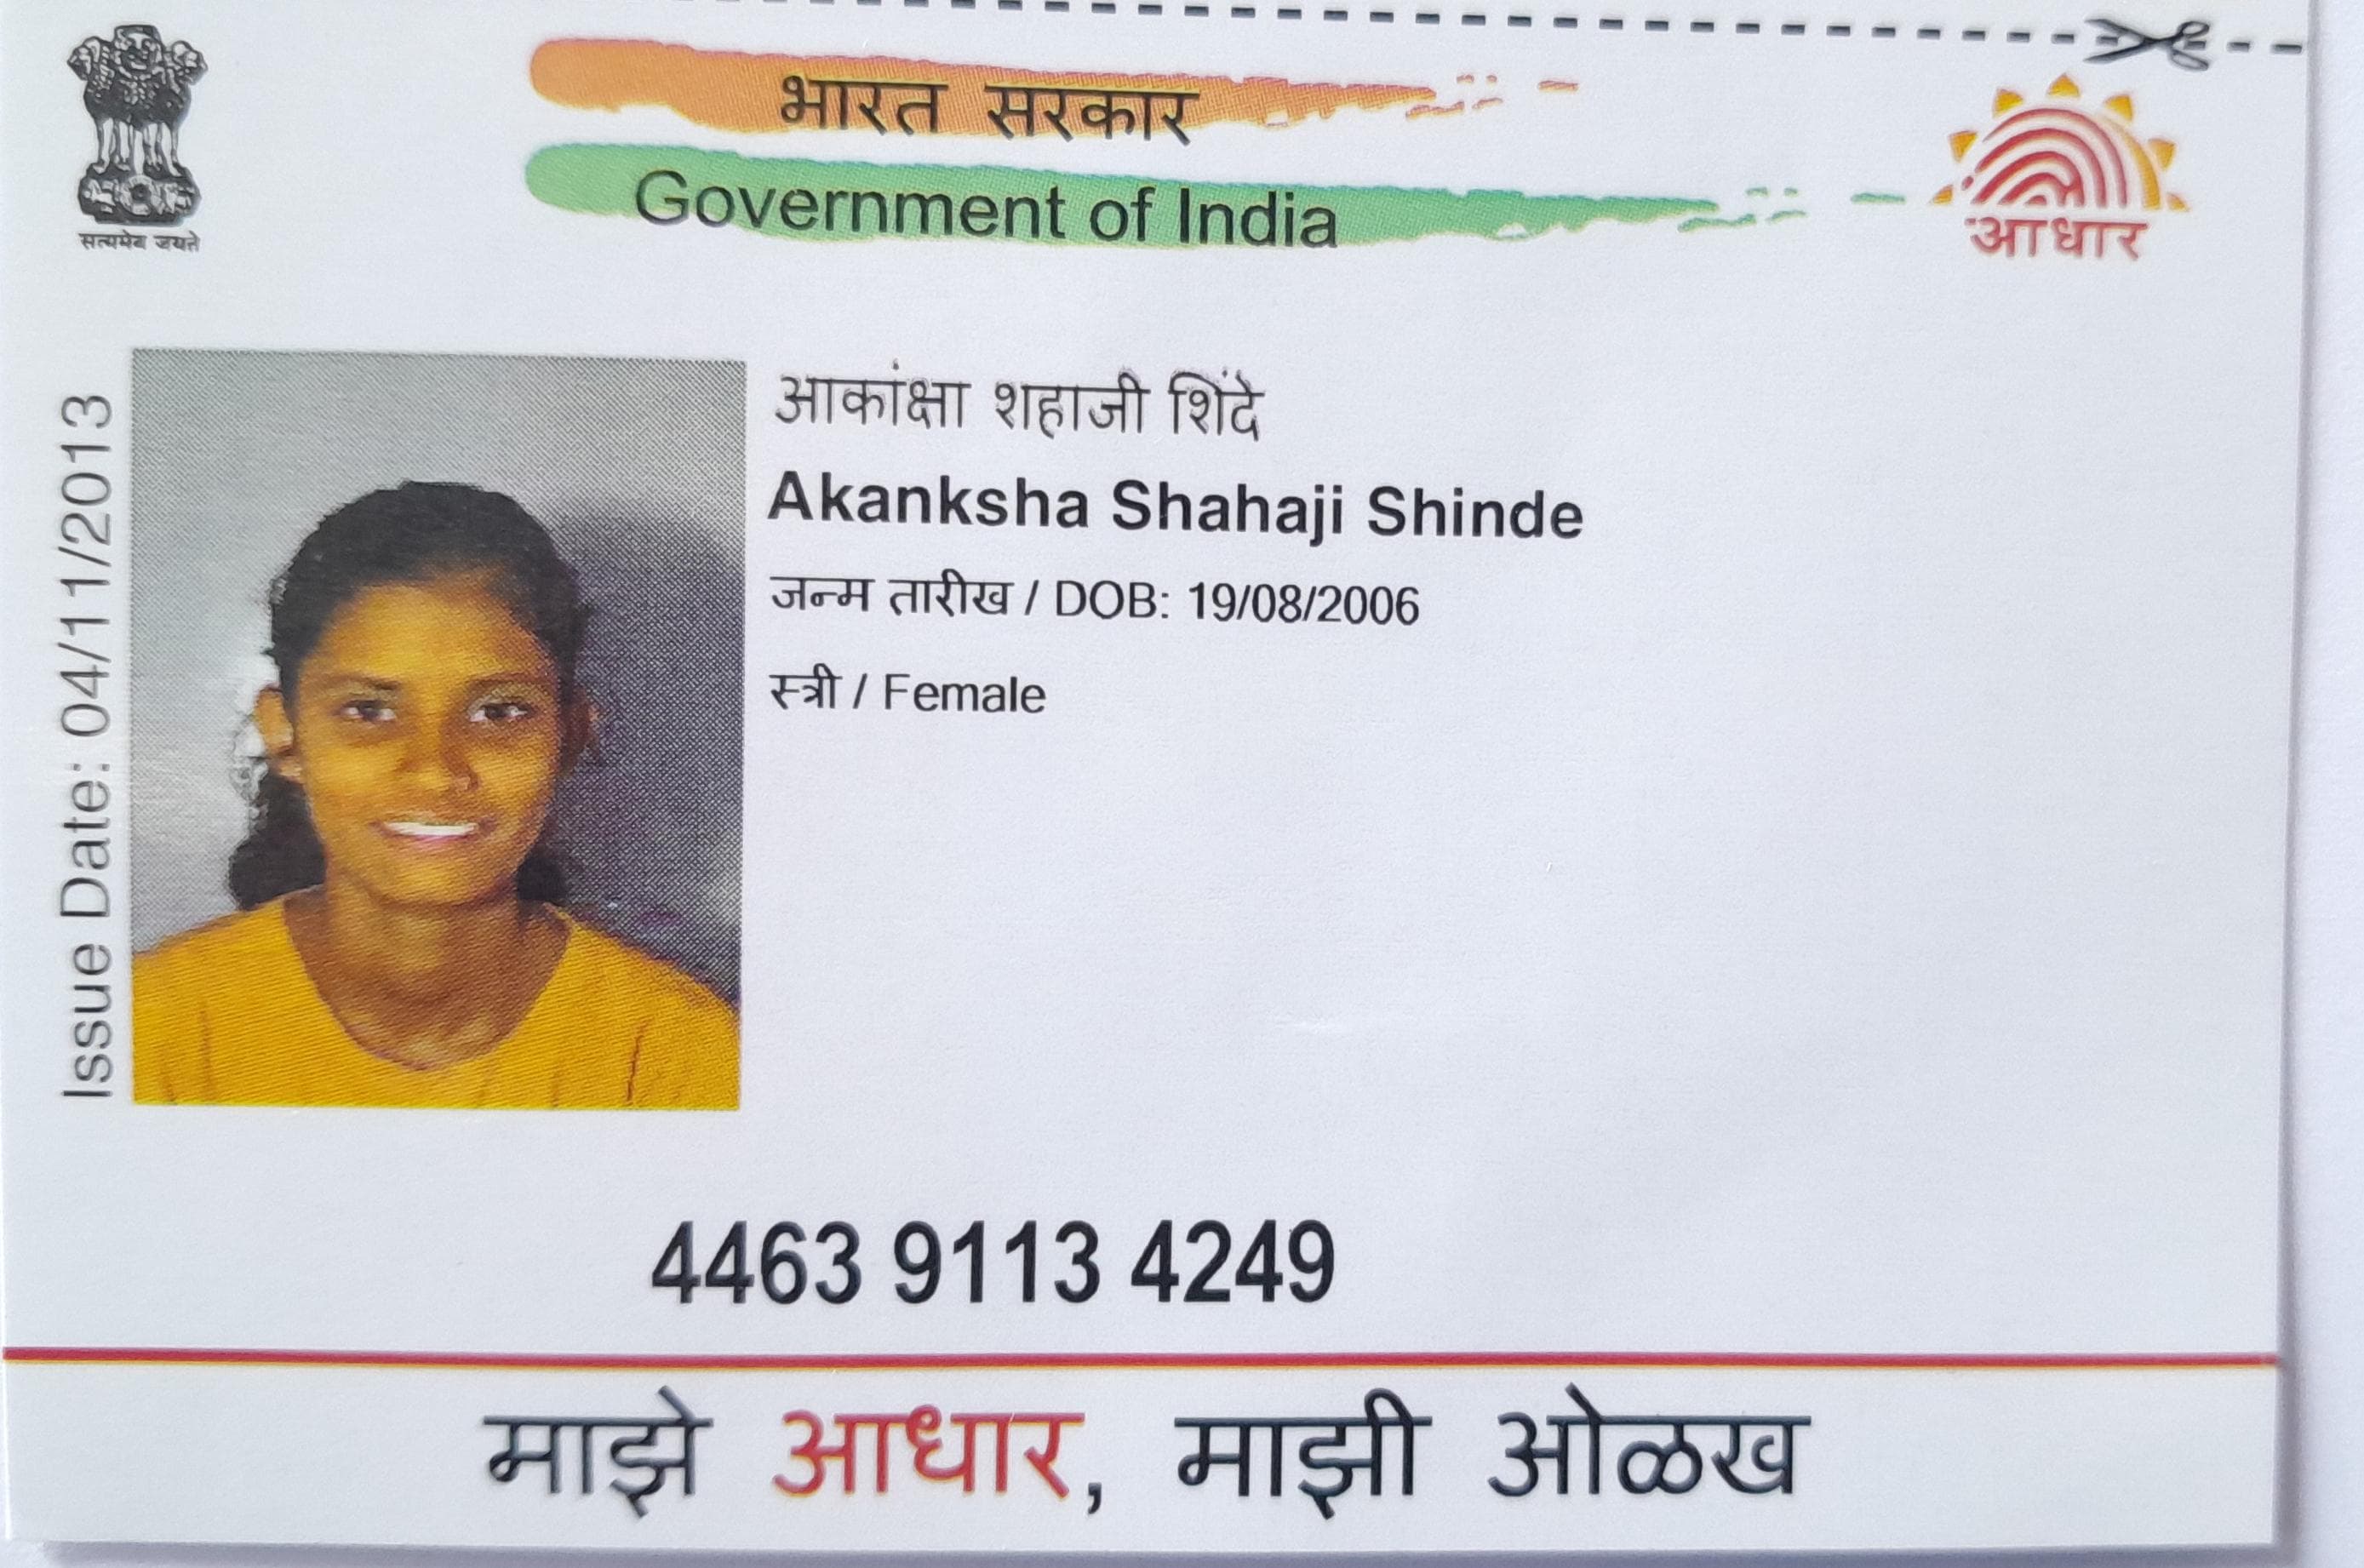 भारत सरकार
Government of India
सत्यमेव जयते
आधार
Issue Date: 04/11/2013
आकांक्षा शहाजी शिंदे
Akanksha Shahaji Shinde
जन्म तारीख / DOB: 19/08/2006
स्त्री / Female
4463 9113 4249
माझे आधार, माझी ओळख